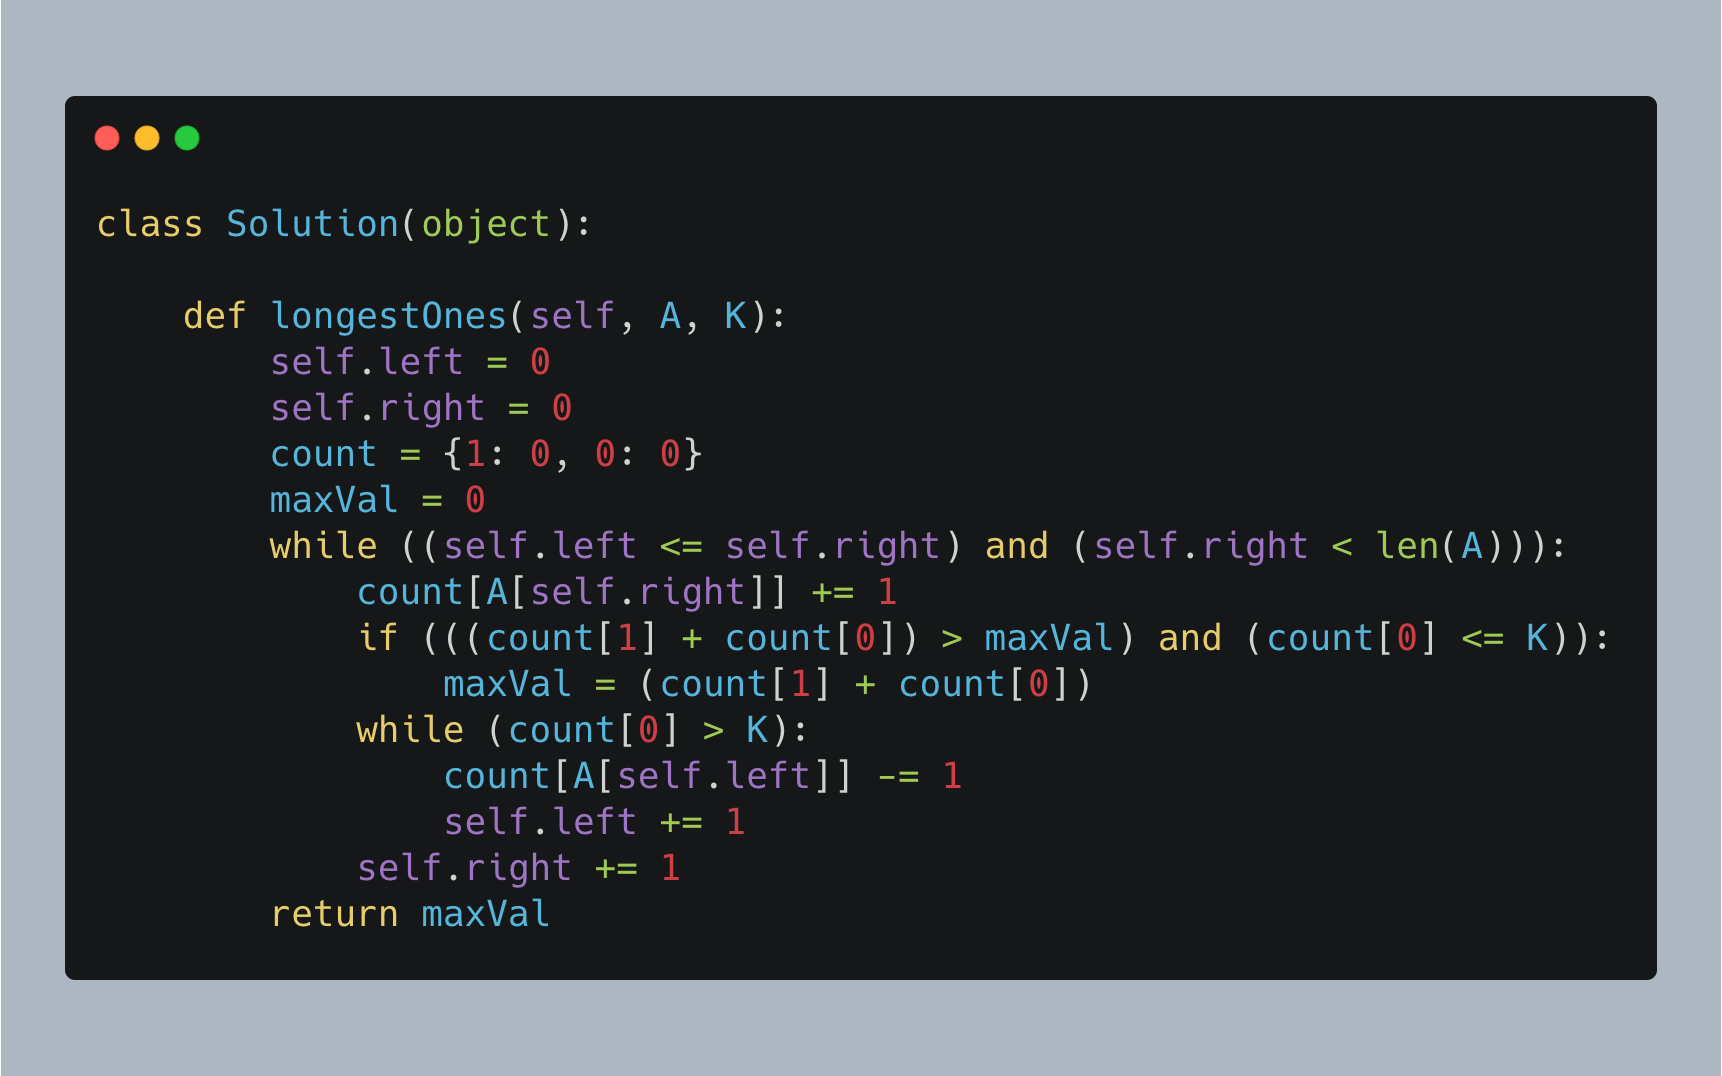 class Solution(object):

    def longestOnes(self, A, K):
        self.left = 0
        self.right = 0
        count = {1: 0, 0: 0}
        maxVal = 0
        while ((self.left <= self.right) and (self.right < len(A))):
            count[A[self.right]] += 1
            if (((count[1] + count[0]) > maxVal) and (count[0] <= K)):
                maxVal = (count[1] + count[0])
            while (count[0] > K):
                count[A[self.left]] -= 1
                self.left += 1
            self.right += 1
        return maxVal